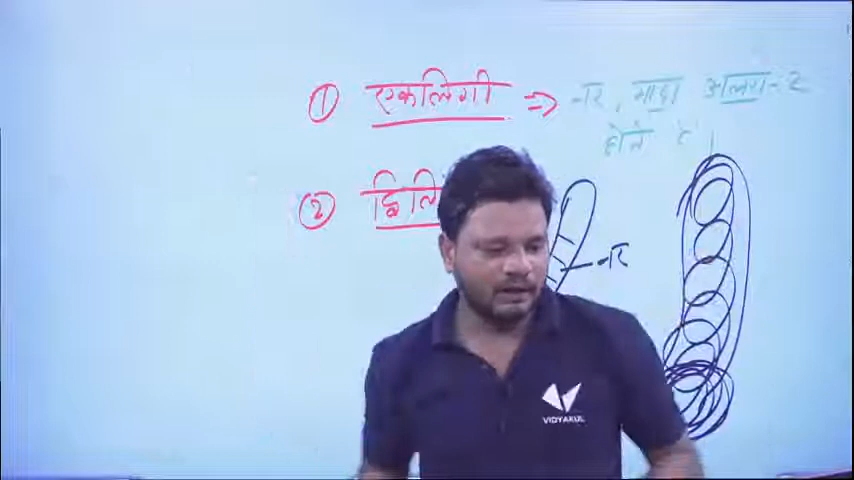 ① एकलिंगी ⇒ नर, मादा अलग-2
होते है
② द्विलि
नर
VIDYAKUL